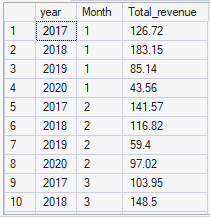 year Month Total_revenue
1 2017 1 126.72
2 2018 1 183.15
3 2019 1 85.14
4 2020 1 43.56
5 2017 2 141.57
6 2018 2 116.82
7 2019 2 59.4
8 2020 2 97.02
9 2017 3 103.95
10 2018 3 148.5